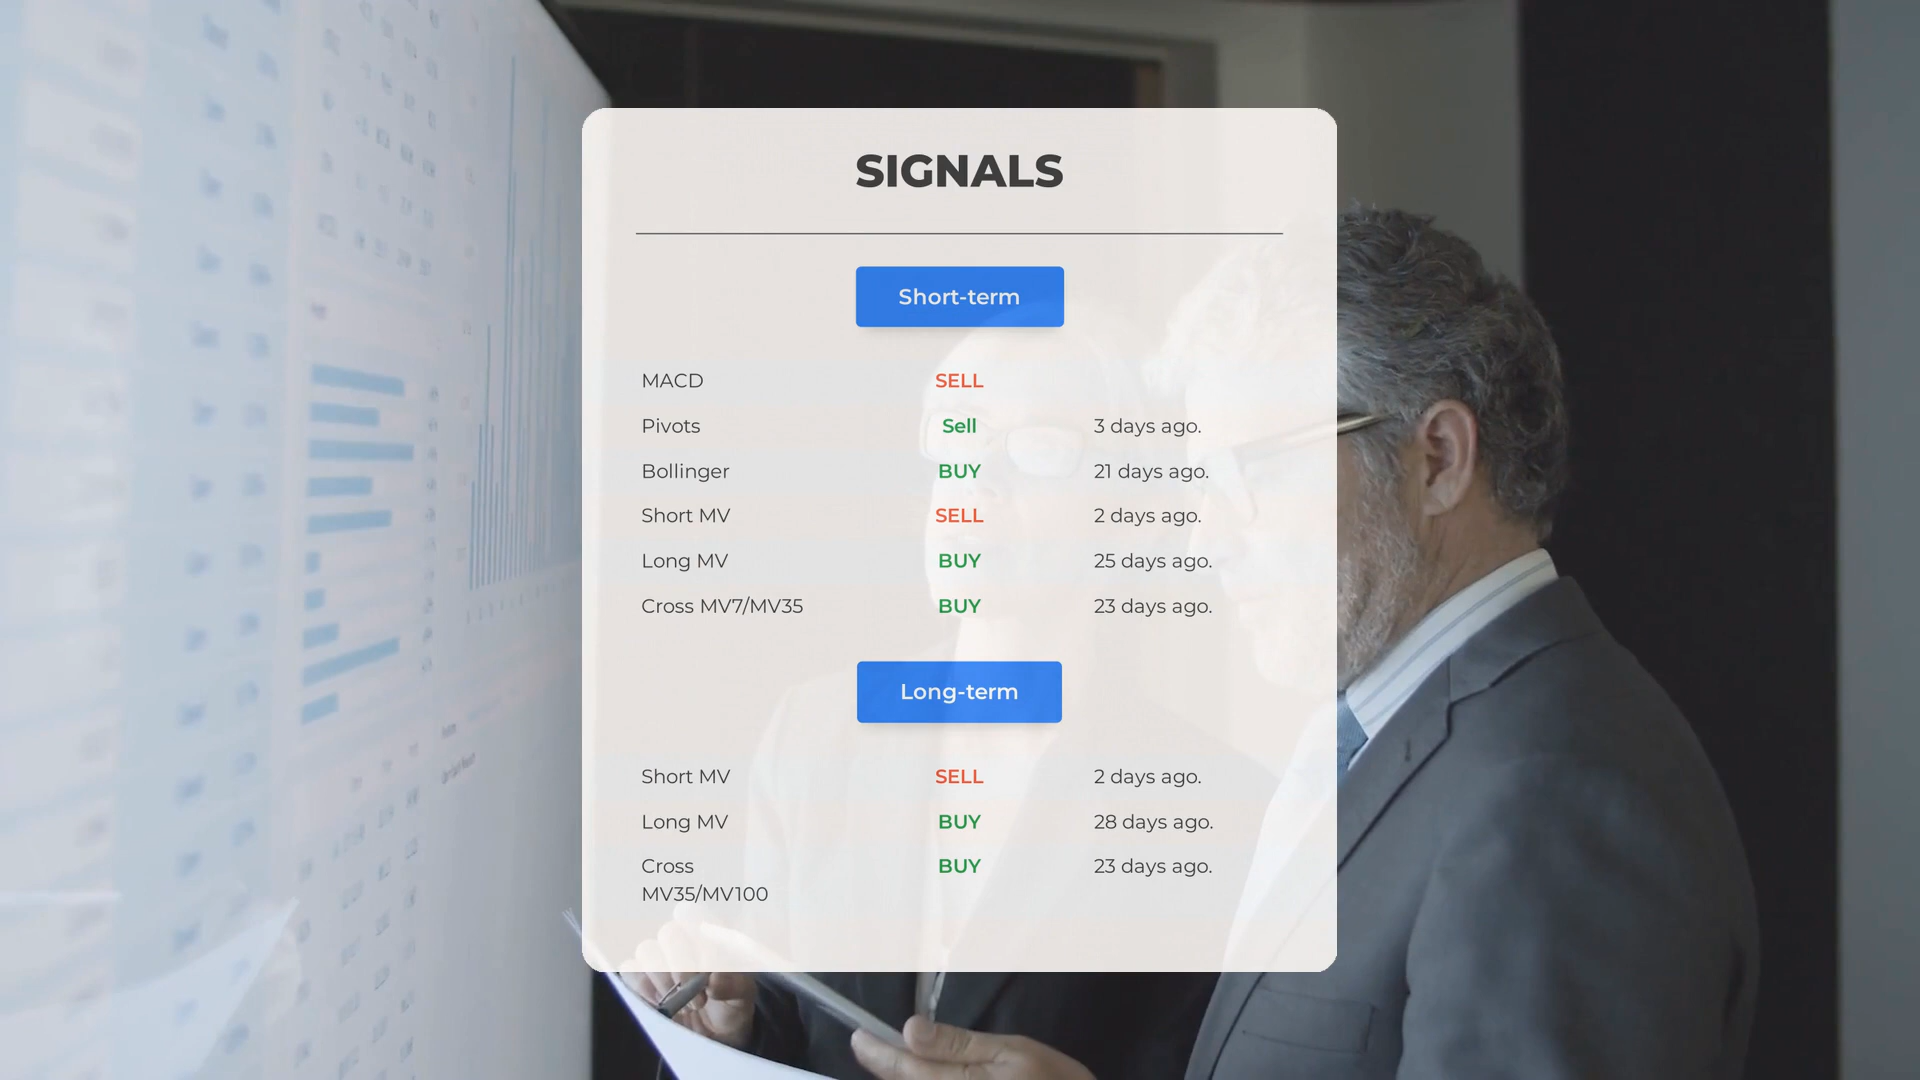 SIGNALS
Short-term
MACD SELL
Pivots Sell 3 days ago.
Bollinger BUY 21 days ago.
Short MV SELL 2 days ago.
Long MV BUY 25 days ago.
Cross MV7/MV35 BUY 23 days ago.
Long-term
Short MV SELL 2 days ago.
Long MV BUY 28 days ago.
Cross BUY 23 days ago.
MV35/MV100